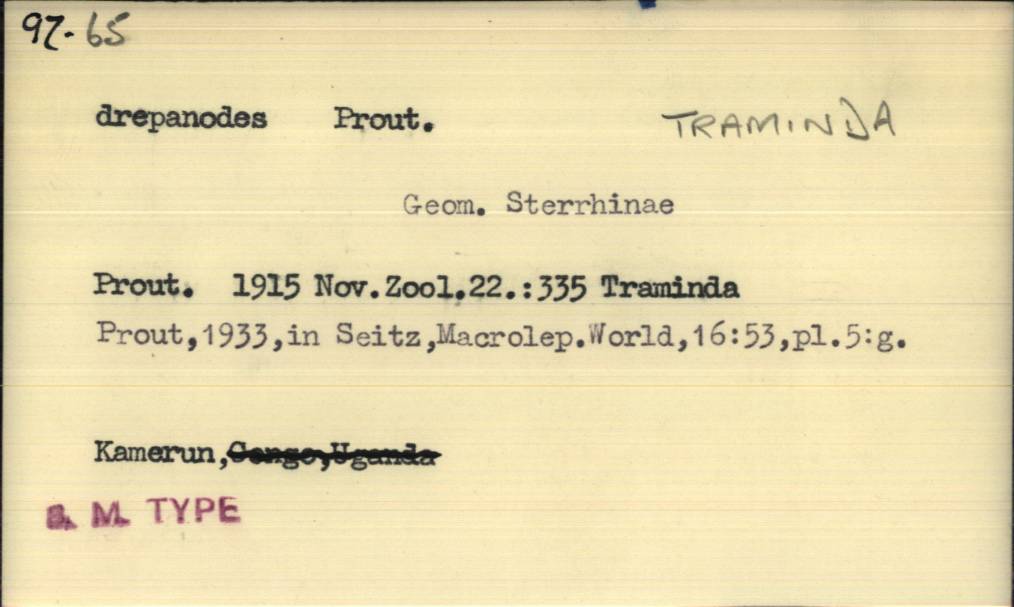 97-65
drepanodes Prout. TRAMINDA
Geom. Sterrhinae
Prout. 1915 Nov.Zool.22.:335 Traminda
Prout,1933,in Seitz,Macrolep.World,16:53,pl.5:g.
Kamerun,Congo,Uganda
B. M. TYPE